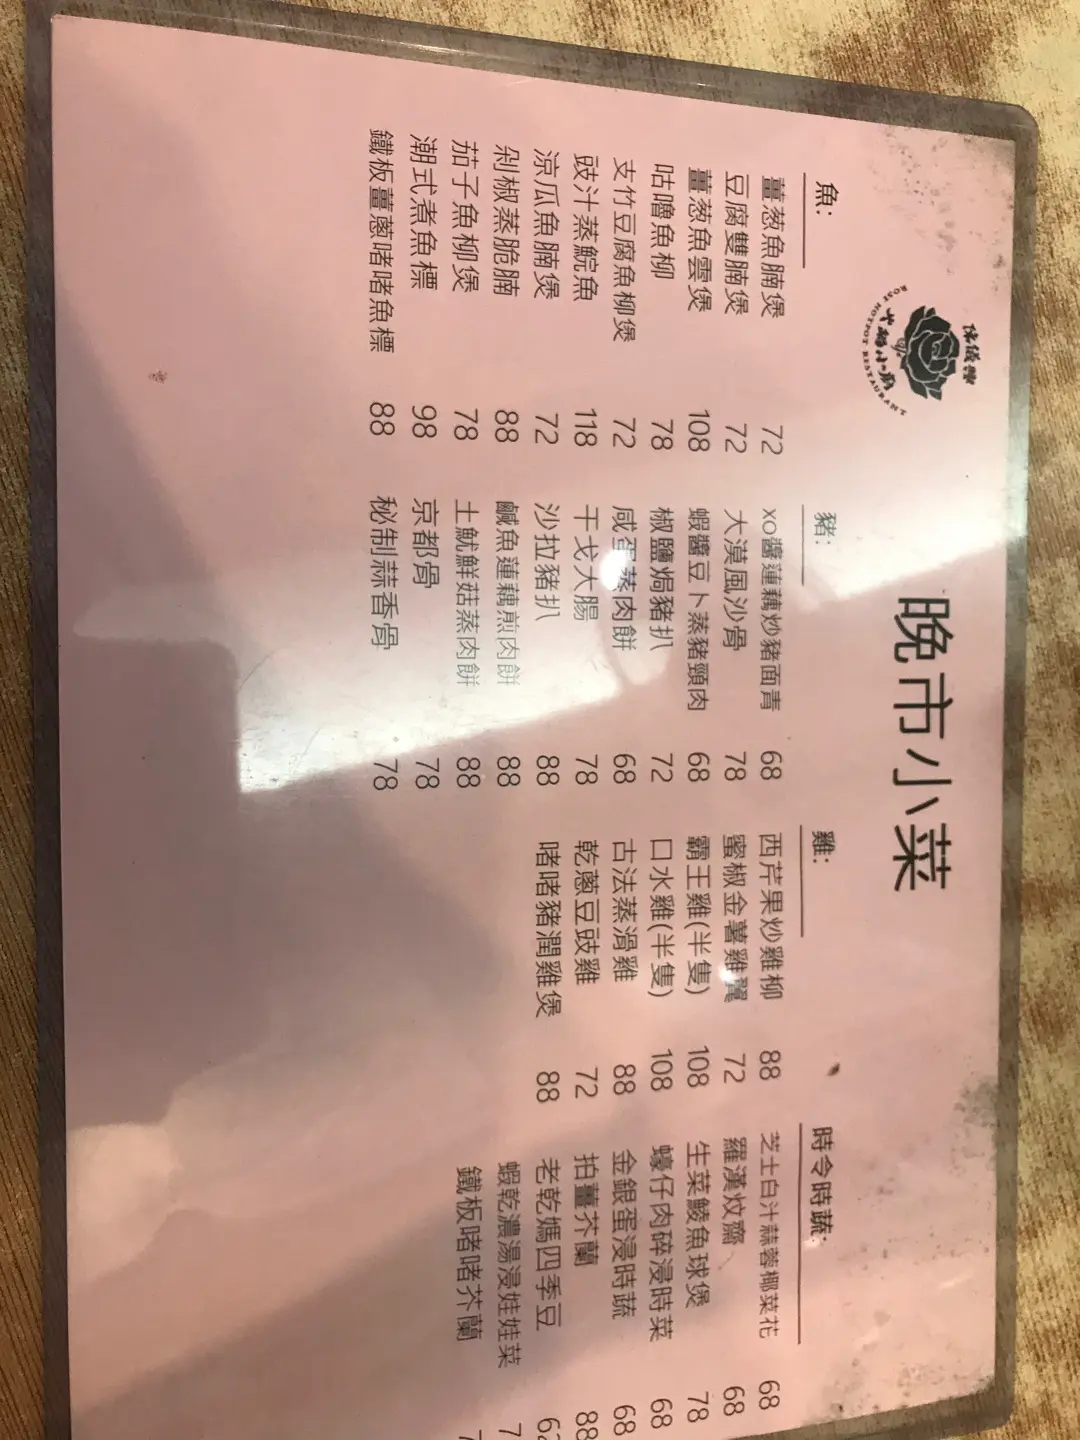 ROSE HOTPOT RESTAURANT
晚市小菜
魚:
薑葱魚腩煲 72
豆腐雙腩煲 72
薑葱魚雲煲 108
咕嚕魚柳 78
支竹豆腐魚柳煲 72
豉汁蒸鯇魚 118
涼瓜魚腩煲 72
剁椒蒸脆腩 88
茄子魚柳煲 78
潮式煮魚標 98
鐵板薑蔥啫啫魚標 88
豬:
xo醬蓮藕炒豬面青 68
大漠風沙骨 78
蝦醬豆卜蒸豬頸肉 68
椒鹽焗豬扒 72
咸蛋蒸肉餅 68
干戈大腸 78
沙拉豬扒 88
鹹魚蓮藕煎肉餅 88
土魷鮮菇蒸肉餅 88
京都骨 78
秘制蒜香骨 78
雞:
西芹果炒雞柳 88
蜜椒金薯雞翼 72
霸王雞(半隻) 108
口水雞(半隻) 108
古法蒸滑雞 88
乾蔥豆豉雞 72
啫啫豬潤雞煲 88
時令時蔬:
芝士白汁蒜蓉椰菜花 68
羅漢炆齋 68
生菜鯪魚球煲 78
蠔仔肉碎浸時菜 68
金銀蛋浸時蔬 68
拍薑芥蘭 88
老乾媽四季豆
蝦乾濃湯浸娃娃菜
鐵板啫啫芥蘭